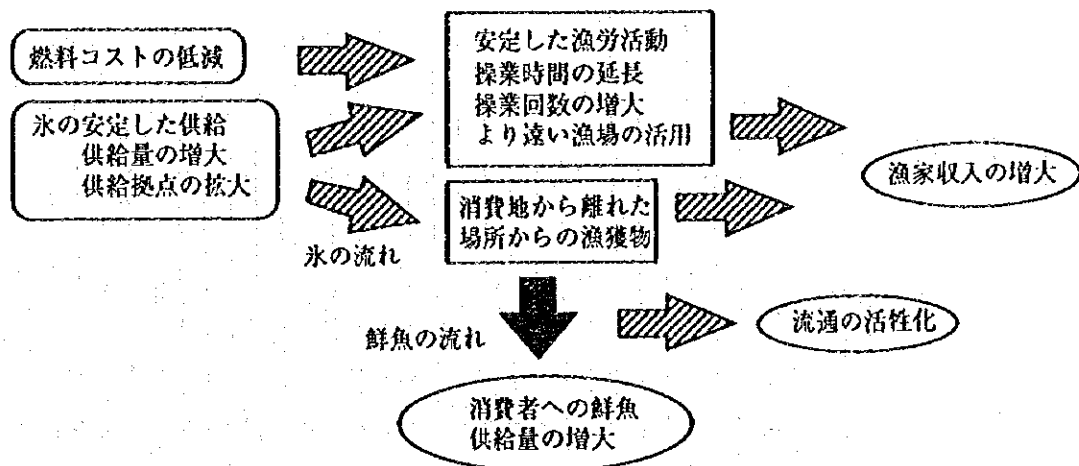 燃料コストの低減
氷の安定した供給
供給量の増大
供給拠点の拡大
安定した漁労活動
操業時間の延長
操業回数の増大
より遠い漁場の活用
漁家収入の増大
消費地から離れた
場所からの漁獲物
氷の流れ
鮮魚の流れ
流通の活性化
消費者への鮮魚
供給量の増大